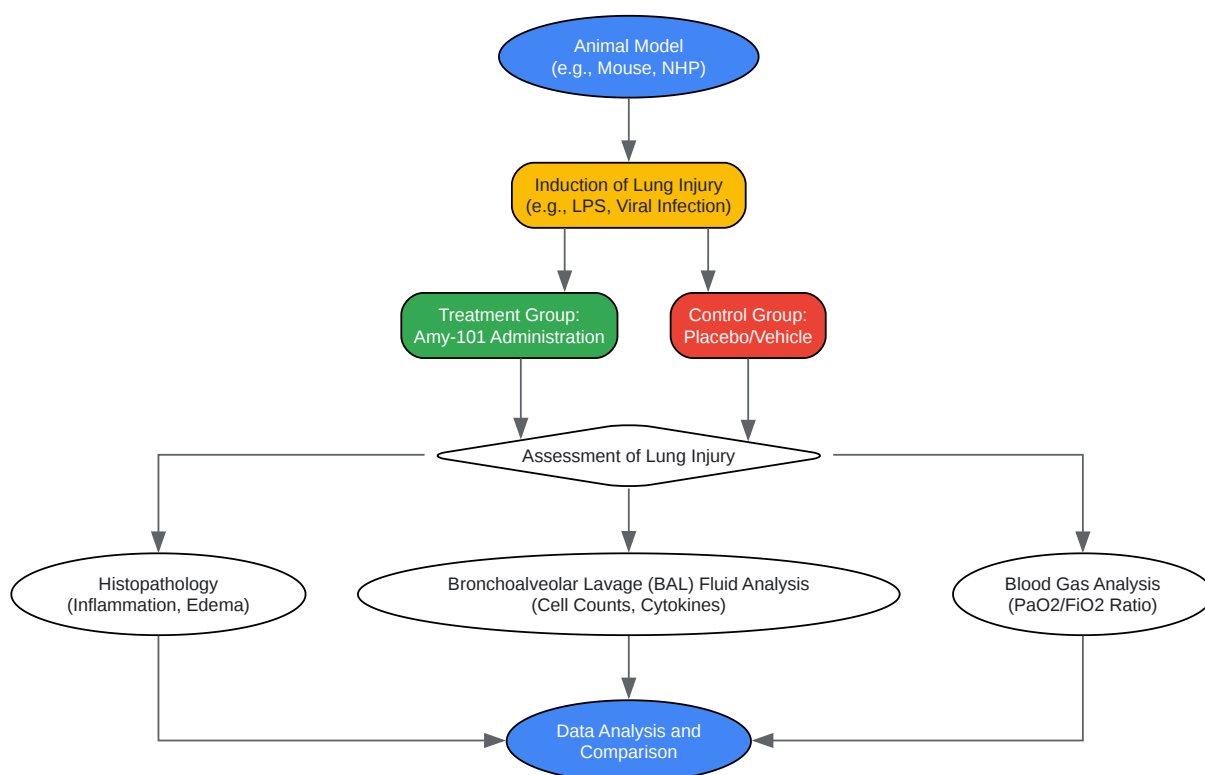 Animal Model
(e.g., Mouse, NHP)
Induction of Lung Injury
(e.g., LPS, Viral Infection)
Treatment Group:
Amy-101 Administration
Control Group:
Placebo/Vehicle
Assessment of Lung Injury
Histopathology
(Inflammation, Edema)
Bronchoalveolar Lavage (BAL) Fluid Analysis
(Cell Counts, Cytokines)
Blood Gas Analysis
(PaO2/FiO2 Ratio)
Data Analysis and
Comparison